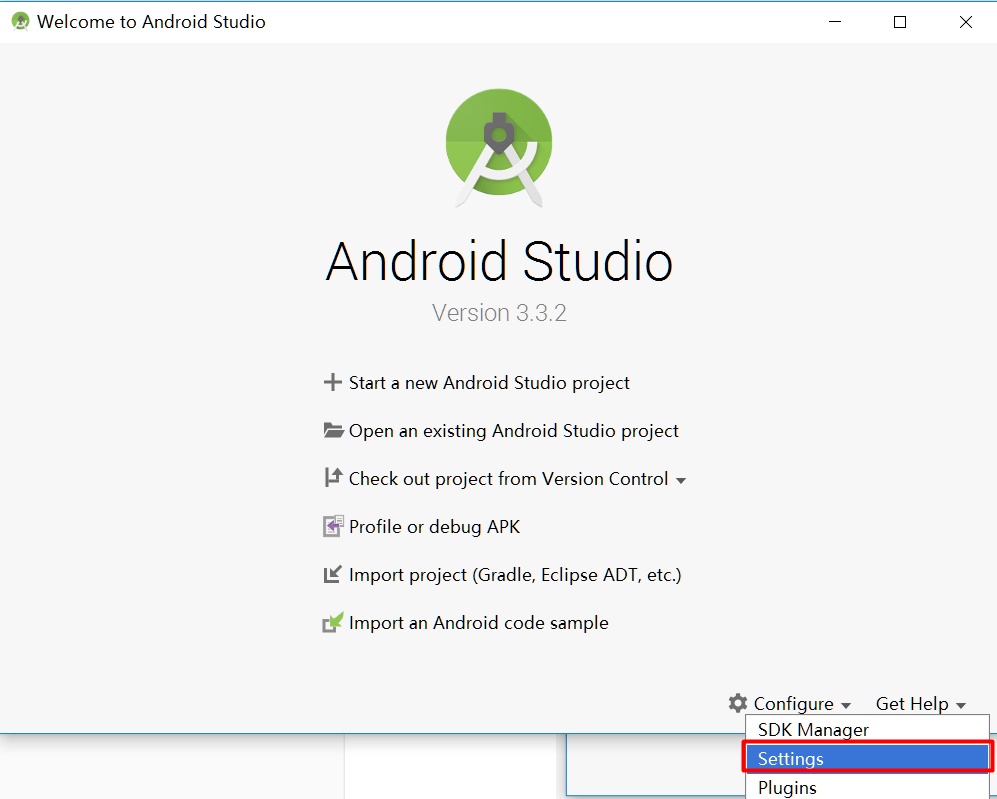 Welcome to Android Studio
Android Studio
Version 3.3.2
Start a new Android Studio project
Open an existing Android Studio project
Check out project from Version Control
Profile or debug APK
Import project (Gradle, Eclipse ADT, etc.)
Import an Android code sample
Configure Get Help
SDK Manager
Settings
Plugins